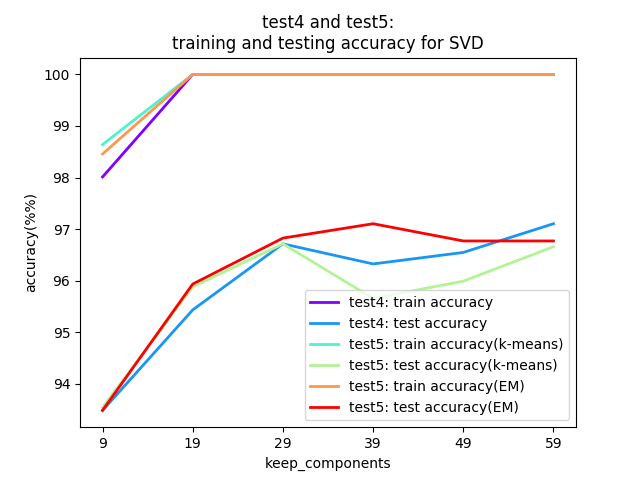 test4 and test5:
training and testing accuracy for SVD
100
99
98
97
96
95
94
accuracy(%%)
test4: train accuracy
test4: test accuracy
test5: train accuracy(k-means)
test5: test accuracy(k-means)
test5: train accuracy(EM)
test5: test accuracy(EM)
9 19 29 39 49 59
keep_components